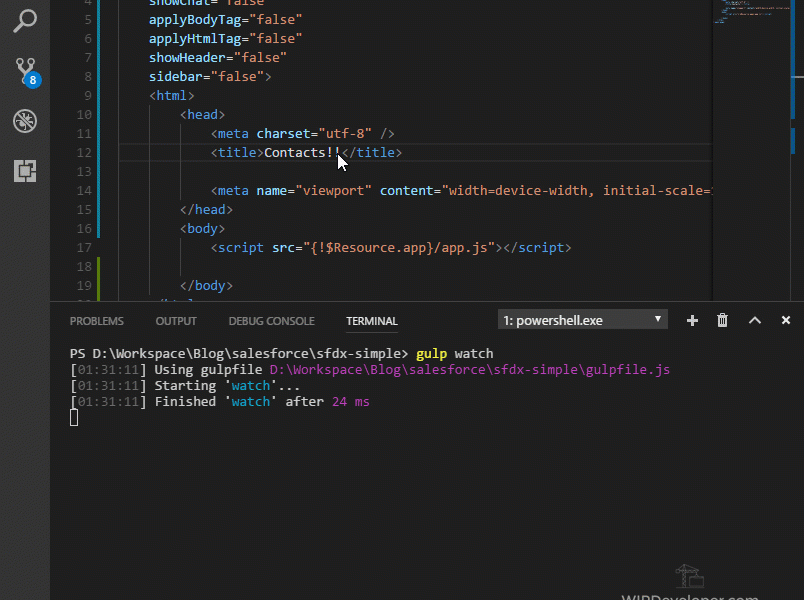 4 showChat="false"
5 applyBodyTag="false"
6 applyHtmlTag="false"
7 showHeader="false"
8 sidebar="false">
9 <html>
10 <head>
11 <meta charset="utf-8" />
12 <title>Contacts!!</title>
13
14 <meta name="viewport" content="width=device-width, initial-scale=
15 </head>
16 <body>
17 <script src="{!$Resource.app}/app.js"></script>
18
19 </body>
8
PROBLEMS OUTPUT DEBUG CONSOLE TERMINAL 1: powershell.exe
PS D:\Workspace\Blog\salesforce\sfdx-simple> gulp watch
[01:31:11] Using gulpfile D:\Workspace\Blog\salesforce\sfdx-simple\gulpfile.js
[01:31:11] Starting 'watch'...
[01:31:11] Finished 'watch' after 24 ms
WIPDeveloper.com